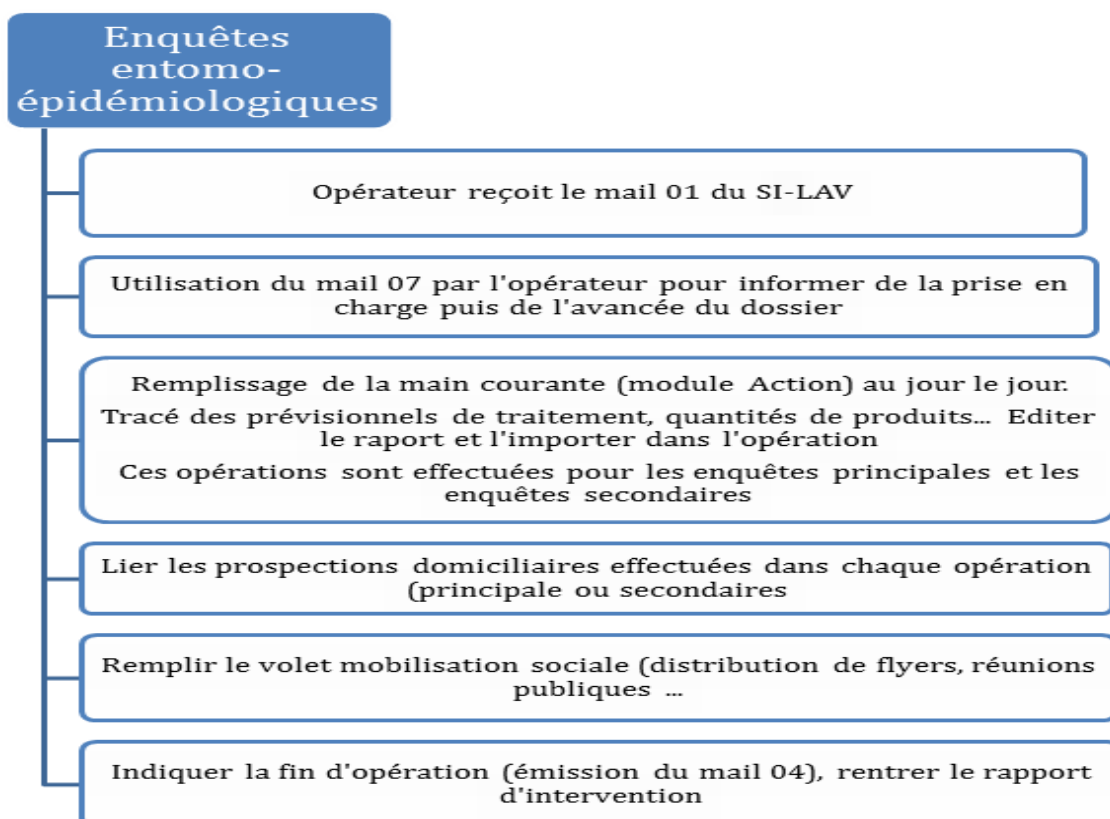 Enquêtes
entomo-
épidémiologiques
Opérateur reçoit le mail 01 du SI-LAV
Utilisation du mail 07 par l'opérateur pour informer de la prise en
charge puis de l'avancée du dossier
Remplissage de la main courante (module Action) au jour le jour.
Tracé des prévisionnels de traitement, quantités de produits... Editer
le raport et l'importer dans l'opération
Ces opérations sont effectuées pour les enquêtes principales et les
enquêtes secondaires
Lier les prospections domiciliaires effectuées dans chaque opération
(principale ou secondaires
Remplir le volet mobilisation sociale (distribution de flyers, réunions
publiques ...
Indiquer la fin d'opération (émission du mail 04), rentrer le rapport
d'intervention